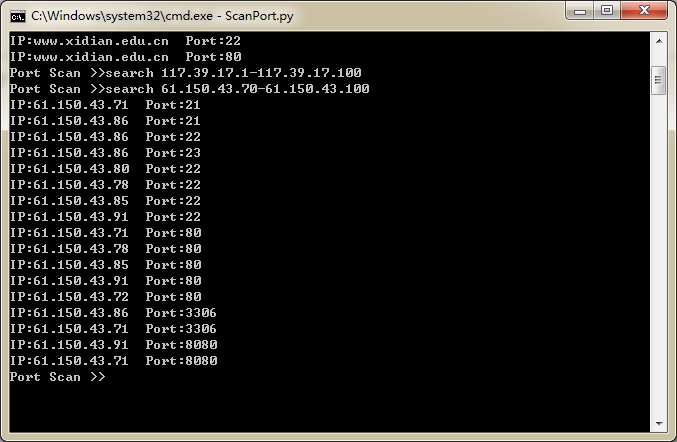 C:\Windows\system32\cmd.exe - ScanPort.py
IP:www.xidian.edu.cn  Port:22
IP:www.xidian.edu.cn  Port:80
Port Scan >>search 117.39.17.1-117.39.17.100
Port Scan >>search 61.150.43.70-61.150.43.100
IP:61.150.43.71  Port:21
IP:61.150.43.86  Port:21
IP:61.150.43.86  Port:22
IP:61.150.43.86  Port:23
IP:61.150.43.80  Port:22
IP:61.150.43.78  Port:22
IP:61.150.43.85  Port:22
IP:61.150.43.91  Port:22
IP:61.150.43.71  Port:80
IP:61.150.43.78  Port:80
IP:61.150.43.85  Port:80
IP:61.150.43.91  Port:80
IP:61.150.43.72  Port:80
IP:61.150.43.86  Port:3306
IP:61.150.43.71  Port:3306
IP:61.150.43.91  Port:8080
IP:61.150.43.71  Port:8080
Port Scan >>